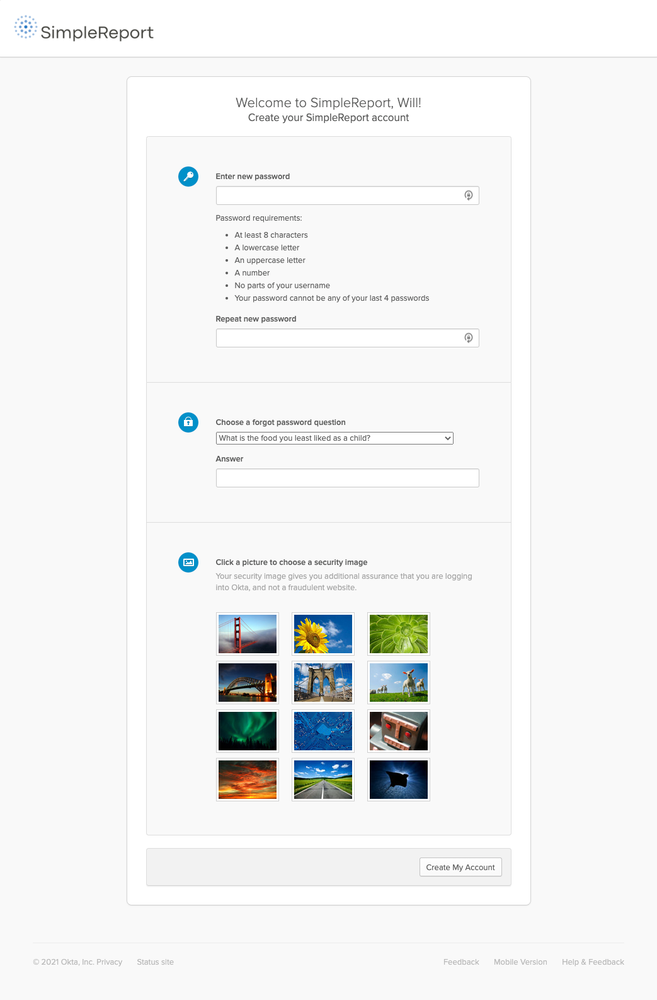 SimpleReport
Welcome to SimpleReport, Will!
Create your SimpleReport account
Enter new password
Password requirements:
• At least 8 characters
• A lowercase letter
• An uppercase letter
• A number
• No parts of your username
• Your password cannot be any of your last 4 passwords
Repeat new password
Choose a forgot password question
What is the food you least liked as a child?
Answer
Click a picture to choose a security image
Your security image gives you additional assurance that you are logging
into Okta, and not a fraudulent website.
Create My Account
© 2021 Okta, Inc. Privacy Status site Feedback Mobile Version Help & Feedback